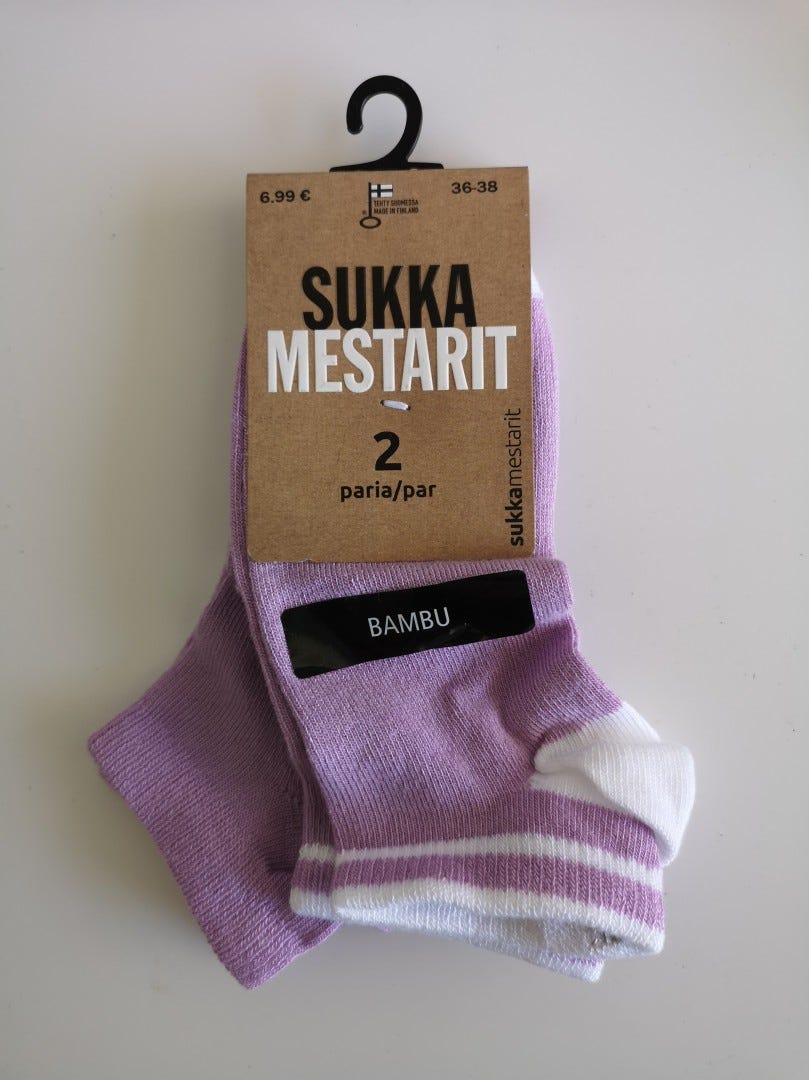 6.99 €
TEHTY SUOMESSA
MADE IN FINLAND
36-38
SUKKA
MESTARIT
2
paria/par
sukkamestarit
BAMBU